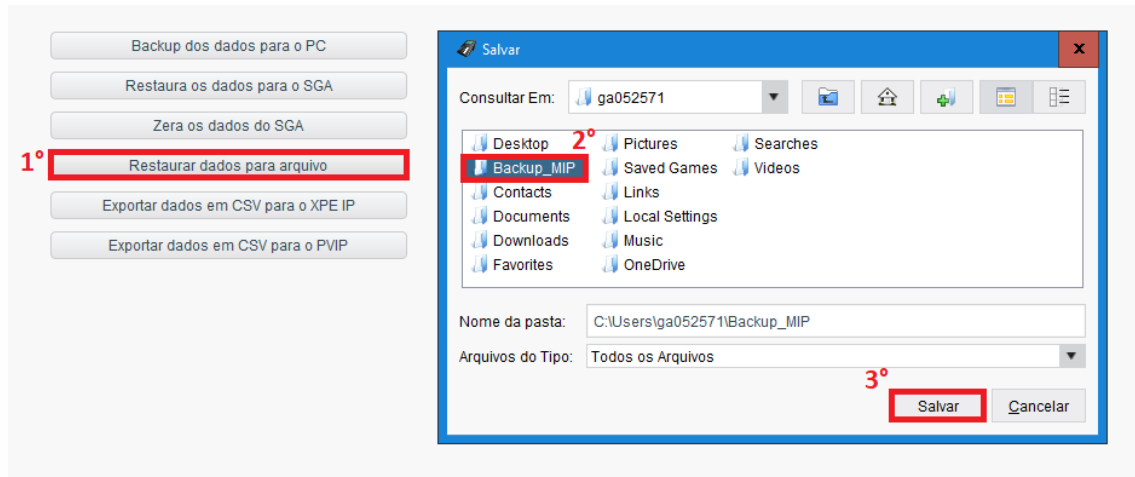 Backup dos dados para o PC
Restaura os dados para o SGA
Zera os dados do SGA
1° Restaurar dados para arquivo
Exportar dados em CSV para o XPE IP
Exportar dados em CSV para o PVIP
Salvar x
Consultar Em: ga052571
Desktop 2° Pictures Searches
Backup_MIP Saved Games Videos
Contacts Links
Documents Local Settings
Downloads Music
Favorites OneDrive
Nome da pasta: C:\Users\ga052571\Backup_MIP
Arquivos do Tipo: Todos os Arquivos
3°
Salvar Cancelar